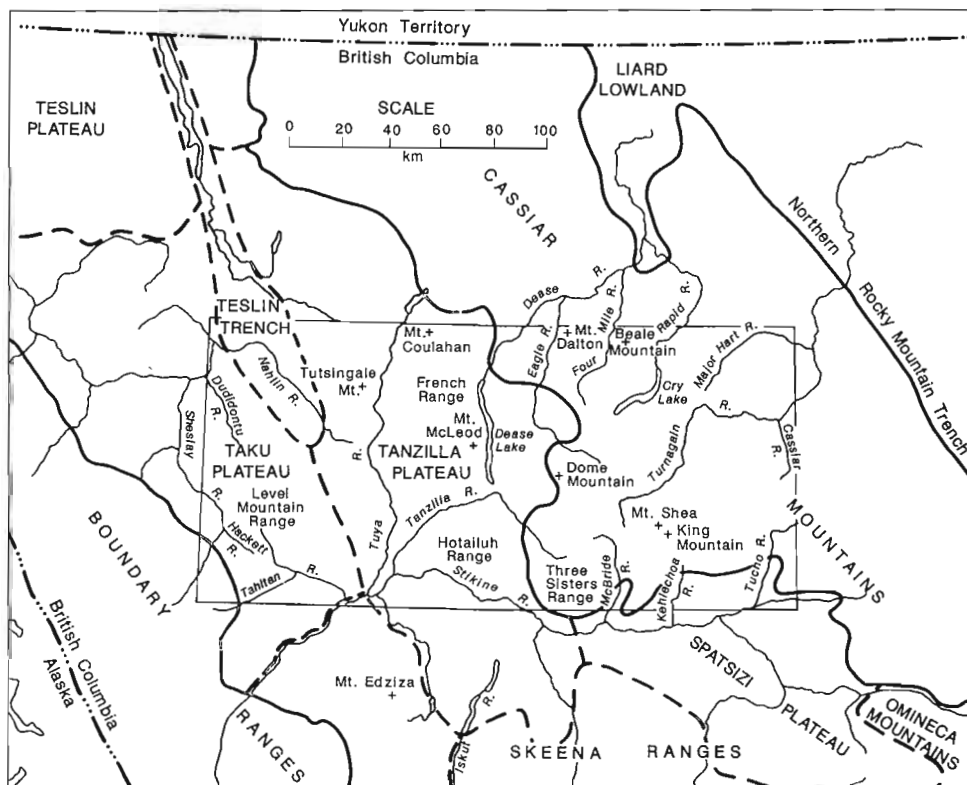 Yukon Territory
British Columbia
LIARD
LOWLAND
TESLIN
PLATEAU
SCALE
0 20 40 60 80 100
km
CASSIAR
Northern
Rocky Mountain Trench
Dease R.
TESLIN
TRENCH
Mt.
Coulahan
Eagle R.
Mt.
Dalton
Four Mile R.
Beale
Mountain
Rapid R.
Major Hart R.
Nahlin R.
Tutsingale
Mt.
French
Range
Cry
Lake
Dudidontu R.
Sheslay R.
Mt.
McLeod
Dease
Lake
Turnagain R.
Cassiar R.
TAKU
PLATEAU
TANZILLA
PLATEAU
Dome
Mountain
Level
Mountain
Range
Tuya R.
Tanzilla R.
Mt. Shea
King
Mountain
MOUNTAINS
BOUNDARY
Hackett R.
Hotailuh
Range
Tahltan R.
Stikine R.
Three
Sisters
Range
McBride R.
Kehlechoa R.
Tucho R.
British Columbia
Alaska
SPATSIZI
PLATEAU
Mt. Edziza
RANGES
Iskut R.
SKEENA RANGES
OMINECA
MOUNTAINS